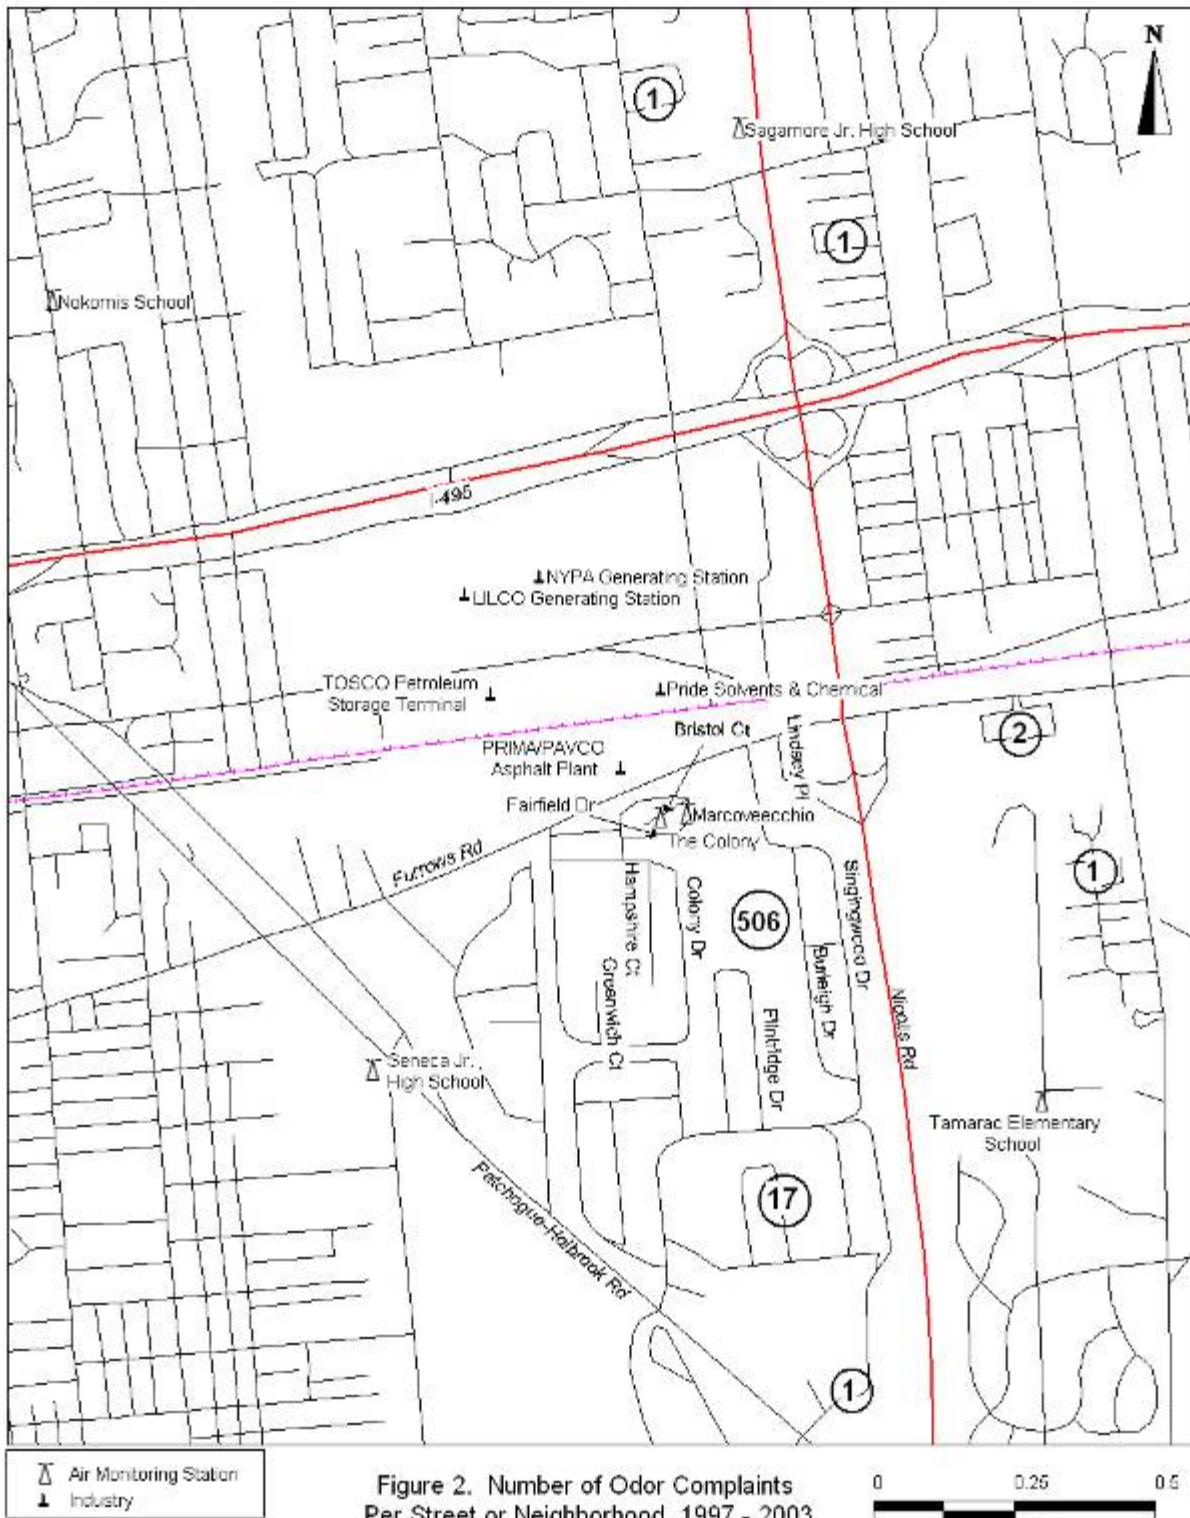 N
1
Sagamore Jr. High School
1
Nokomis School
I-495
NYPA Generating Station
LILCO Generating Station
TOSCO Petroleum
Storage Terminal
Pride Solvents & Chemical
Bristol Ct
Lindsey Pl
2
PRIMA/PAVCO
Asphalt Plant
Fairfield Dr
Marcoveecchio
The Colony
Furrows Rd
Hampshire Ct
Colony Dr
Singingwood Dr
1
506
Greenwich Ct
Burleigh Dr
Flintridge Dr
Nicolls Rd
Seneca Jr.
High School
Tamarac Elementary
School
Patchogue-Holbrook Rd
17
1
Air Monitoring Station
Industry
Figure 2. Number of Odor Complaints
Per Street or Neighborhood, 1997 - 2003
0 0.25 0.5